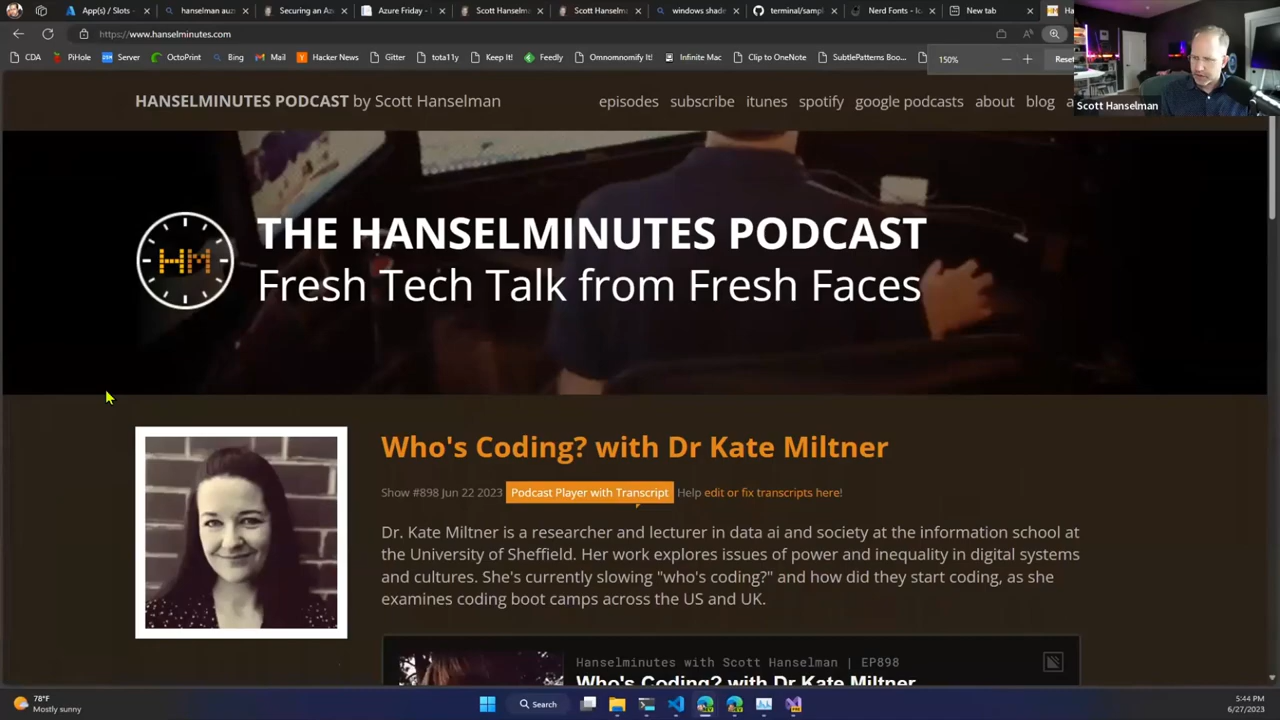 App(s) / Slots -
hanselman auz
Securing an Az
Azure Friday -
Scott Hanselm
Scott Hanselm
windows shade
terminal/sampl
Nerd Fonts - Ic
New tab
Ha
https://www.hanselminutes.com
CDA
PiHole
Server
OctoPrint
Bing
Mail
Hacker News
Gitter
tota11y
Keep It!
Feedly
Omnomnomify It!
Infinite Mac
Clip to OneNote
SubtlePatterns Boo...
150%
Reset
Scott Hanselman
HANSELMINUTES PODCAST by Scott Hanselman
episodes subscribe itunes spotify google podcasts about blog a
HM
THE HANSELMINUTES PODCAST
Fresh Tech Talk from Fresh Faces
Who's Coding? with Dr Kate Miltner
Show #898 Jun 22 2023 Podcast Player with Transcript Help edit or fix transcripts here!
Dr. Kate Miltner is a researcher and lecturer in data ai and society at the information school at
the University of Sheffield. Her work explores issues of power and inequality in digital systems
and cultures. She's currently slowing "who's coding?" and how did they start coding, as she
examines coding boot camps across the US and UK.
Hanselminutes with Scott Hanselman | EP898
Who's Coding? with Dr Kate Miltner
78°F
Mostly sunny
Search
5:44 PM
6/27/2023